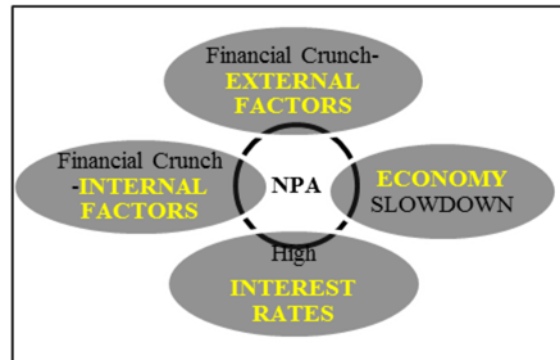 Financial Crunch-
EXTERNAL
FACTORS
Financial Crunch
-INTERNAL
FACTORS
NPA
ECONOMY
SLOWDOWN
High
INTEREST
RATES